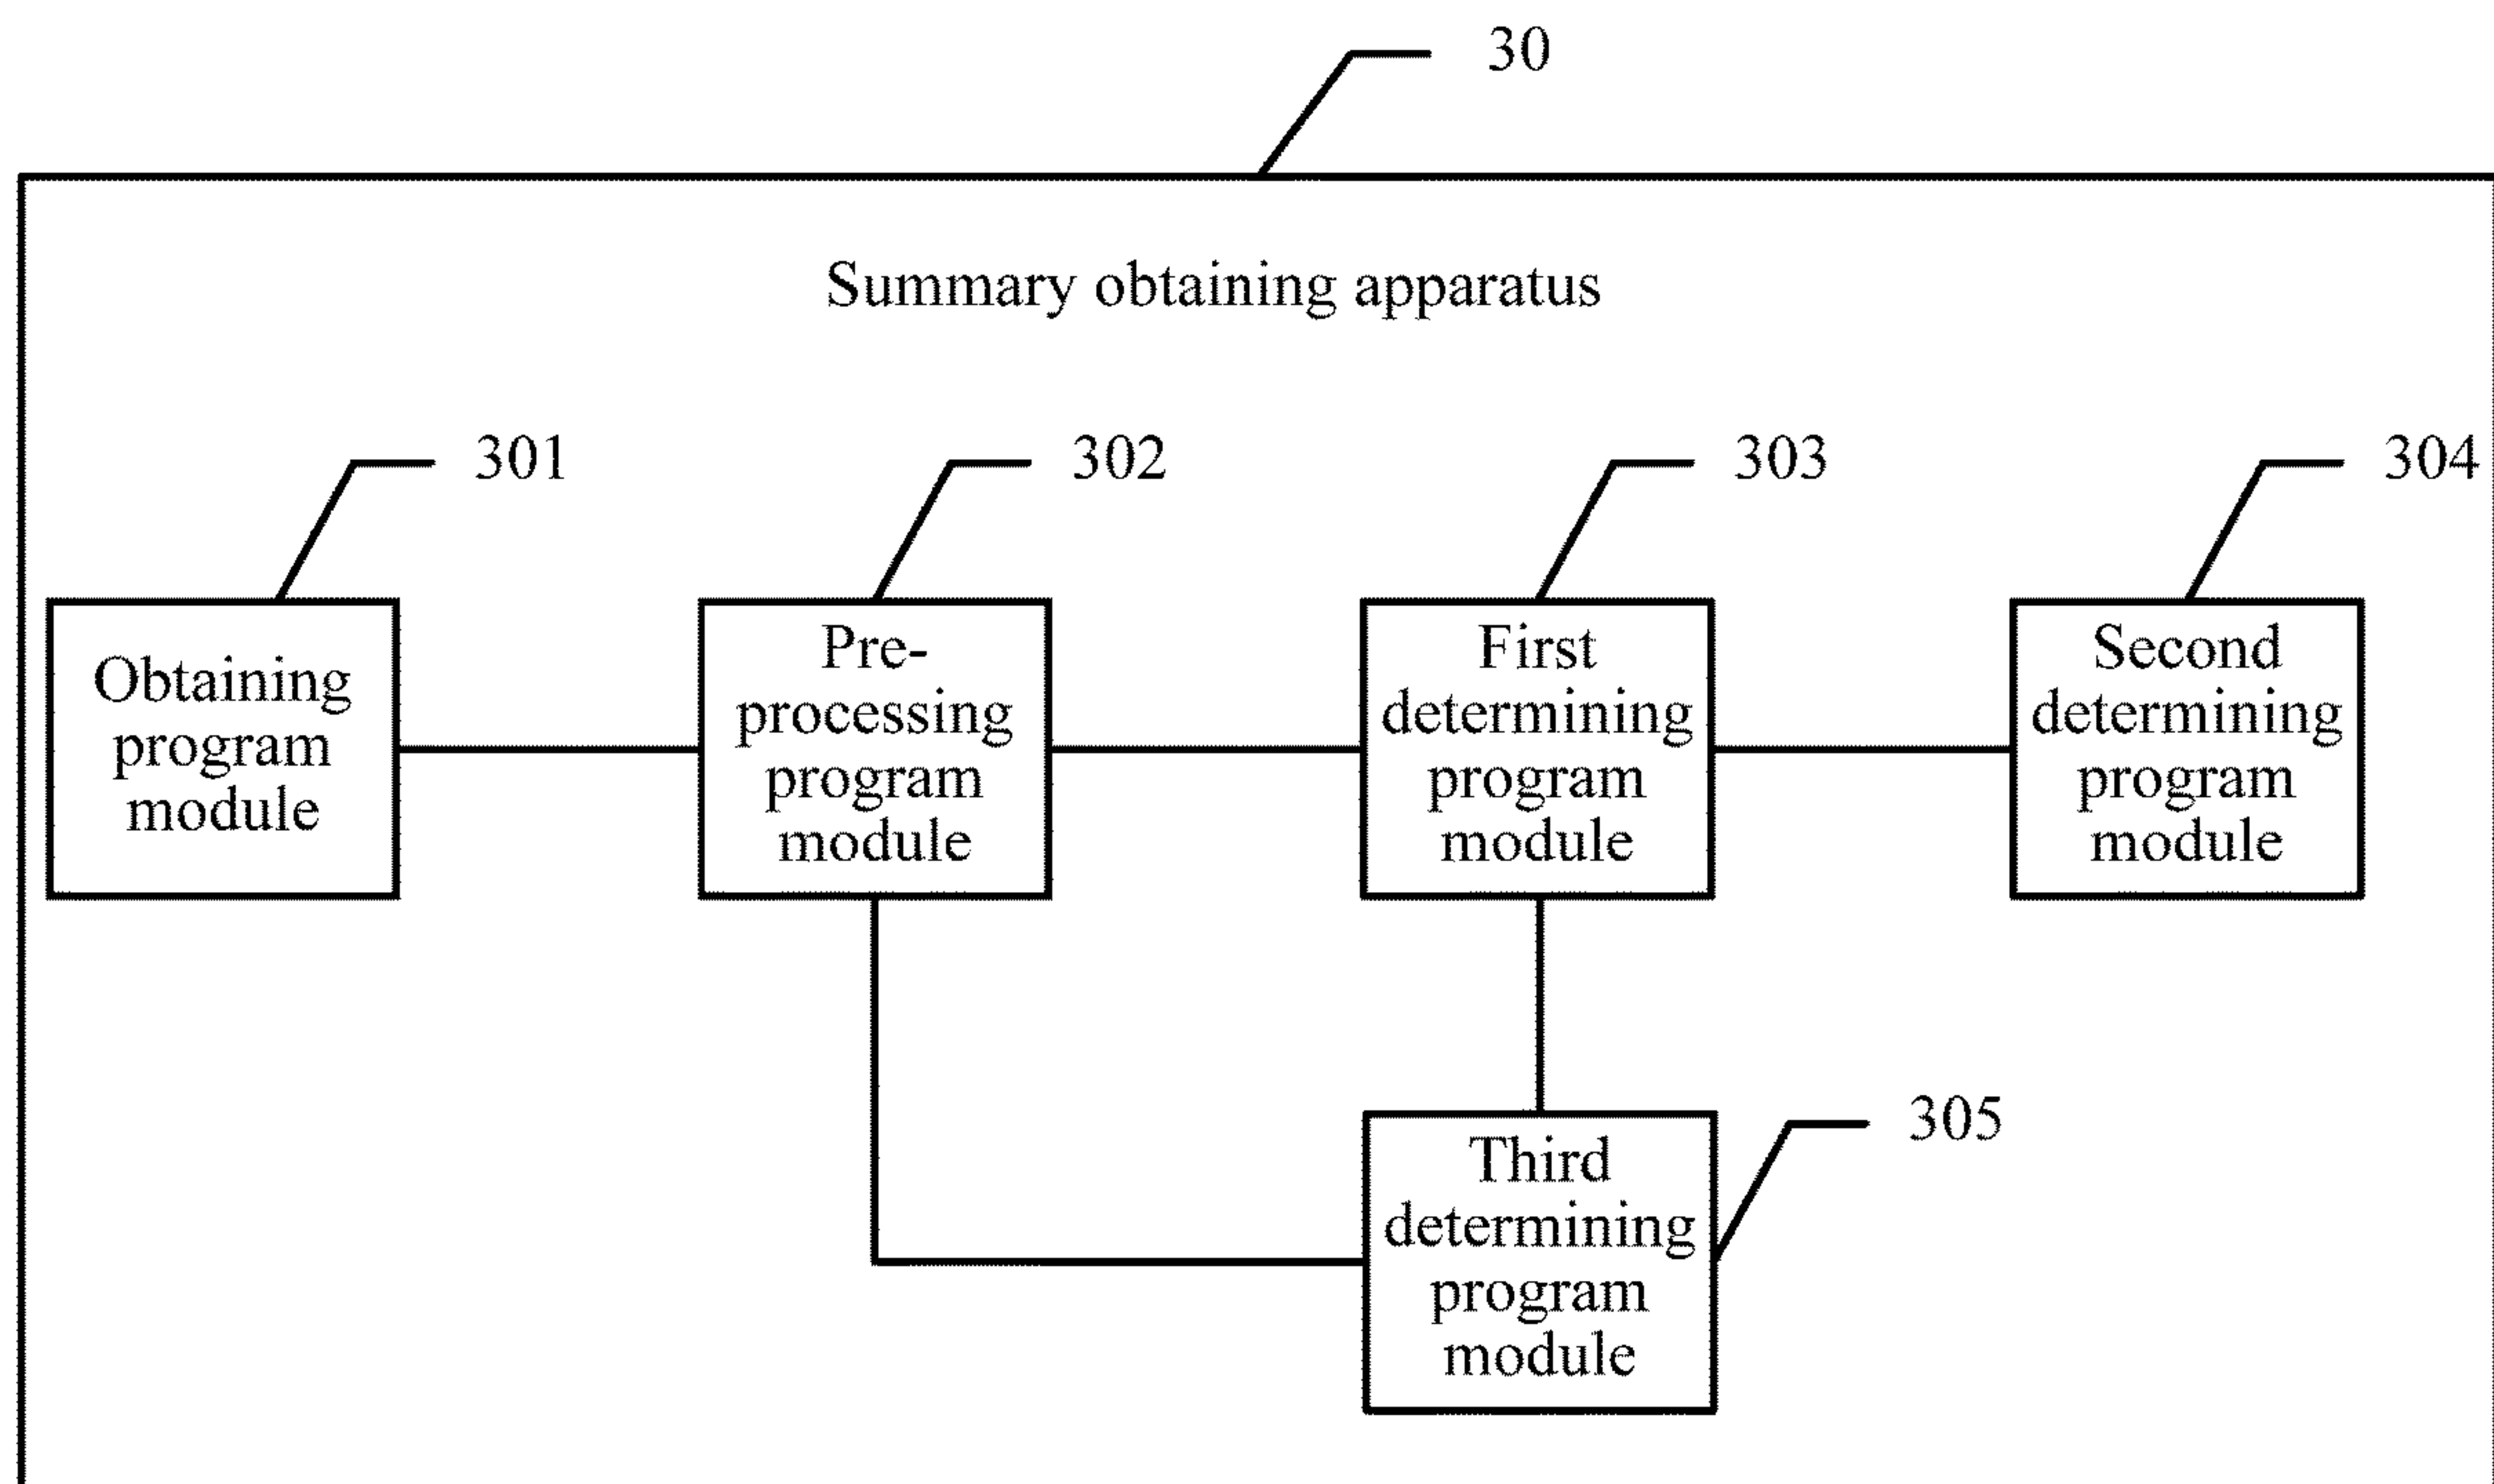 30
Summary obtaining apparatus
301
302
303
304
Obtaining
program
module
Pre-
processing
program
module
First
determining
program
module
Second
determining
program
module
305
Third
determining
program
module